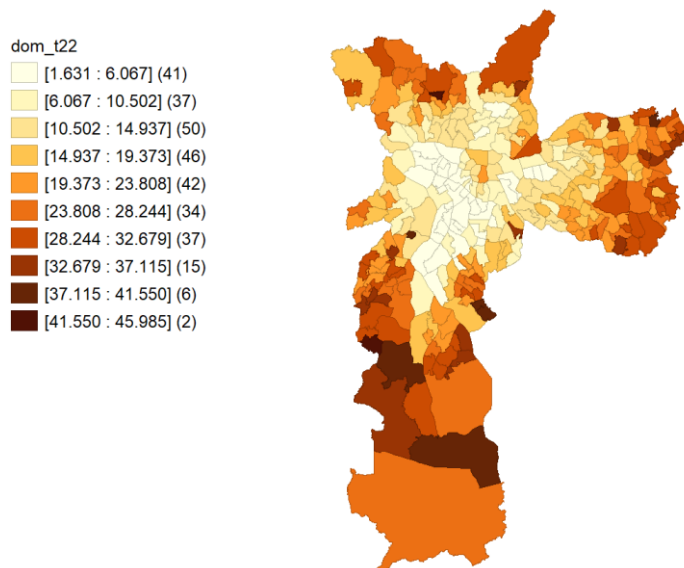 dom_t22
[1.631 : 6.067] (41)
[6.067 : 10.502] (37)
[10.502 : 14.937] (50)
[14.937 : 19.373] (46)
[19.373 : 23.808] (42)
[23.808 : 28.244] (34)
[28.244 : 32.679] (37)
[32.679 : 37.115] (15)
[37.115 : 41.550] (6)
[41.550 : 45.985] (2)